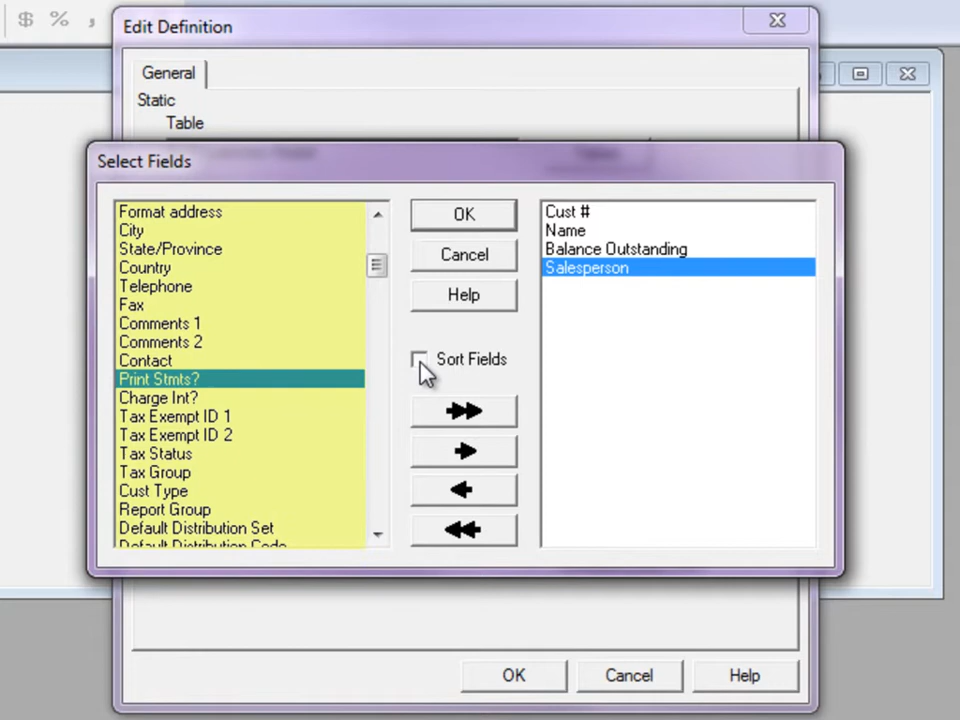 $ % ,
Edit Definition
General
Static
Table
Select Fields
Format address
City
State/Province
Country
Telephone
Fax
Comments 1
Comments 2
Contact
Print Stmts?
Charge Int?
Tax Exempt ID 1
Tax Exempt ID 2
Tax Status
Tax Group
Cust Type
Report Group
Default Distribution Set
Default Distribution Code
OK
Cancel
Help
Sort Fields
Cust #
Name
Balance Outstanding
Salesperson
OK
Cancel
Help